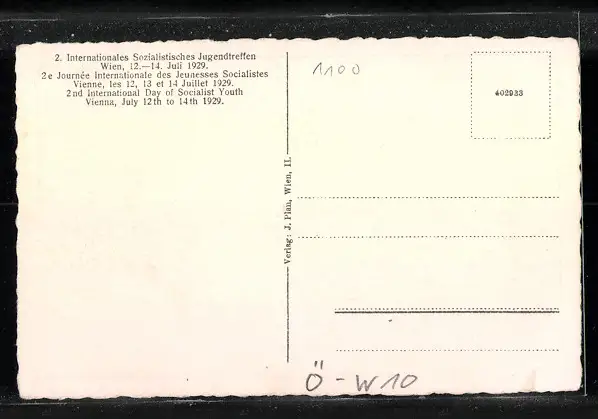 2. Internationales Sozialistisches Jugendtreffen
Wien, 12.—14. Juli 1929.
2e Journée Internationale des Jeunesses Socialistes
Vienne, les 12, 13 et 14 Juillet 1929.
2nd International Day of Socialist Youth
Vienna, July 12th to 14th 1929.
Verlag: J. Plan, Wien, II.
1100
402933
Ö - W10